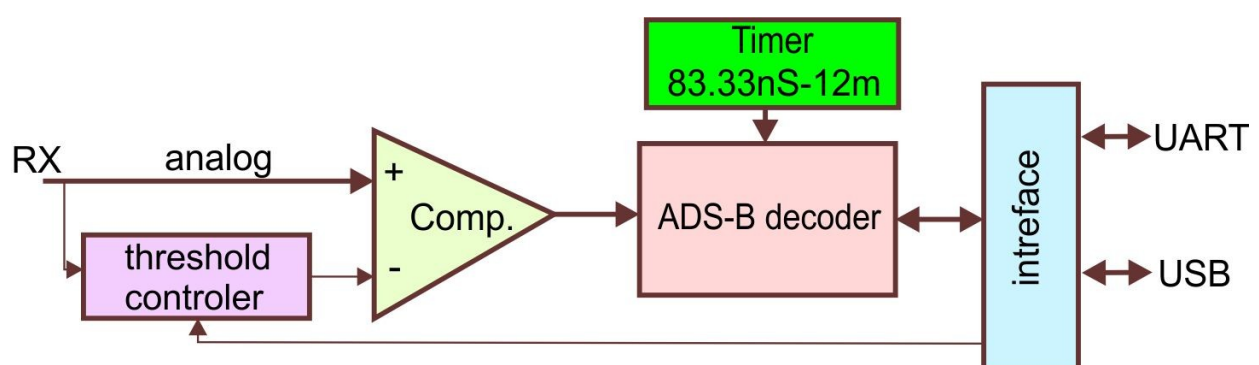 Timer
83.33nS-12m
RX
analog
+
Comp.
-
threshold
controler
ADS-B decoder
intreface
UART
USB